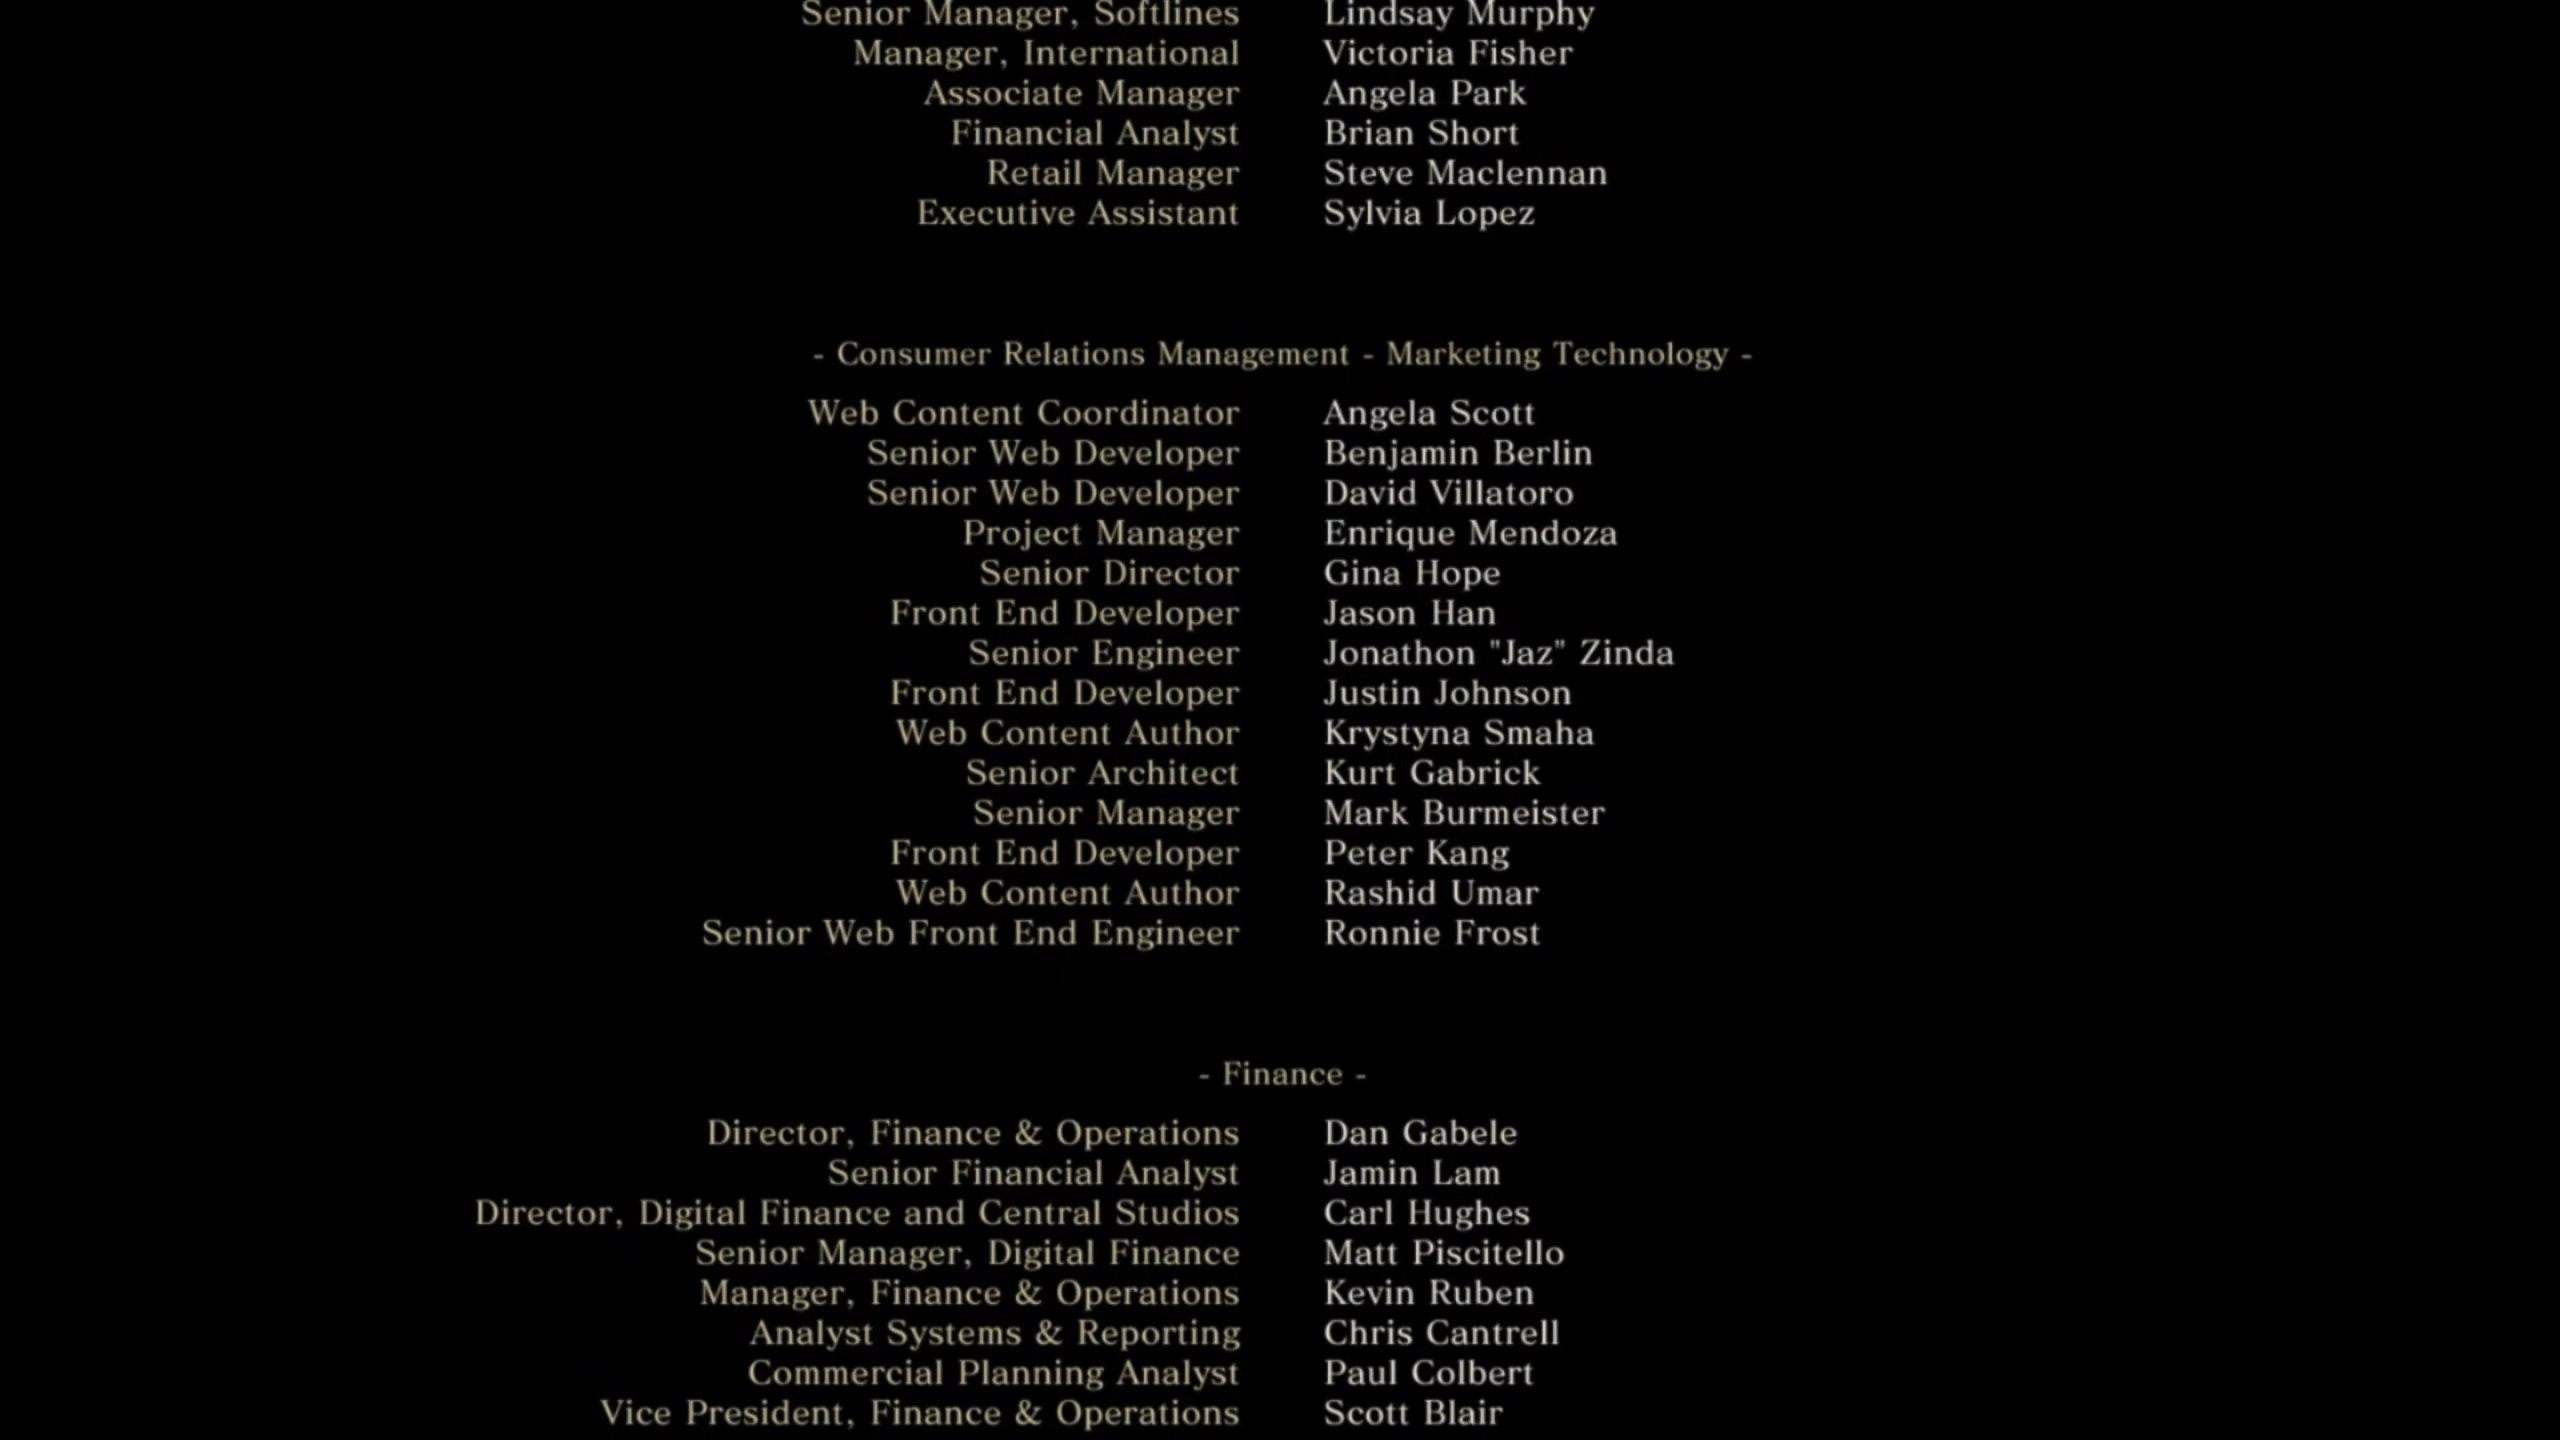 Senior Manager, Softlines Lindsay Murphy
Manager, International Victoria Fisher
Associate Manager Angela Park
Financial Analyst Brian Short
Retail Manager Steve Maclennan
Executive Assistant Sylvia Lopez
- Consumer Relations Management - Marketing Technology -
Web Content Coordinator Angela Scott
Senior Web Developer Benjamin Berlin
Senior Web Developer David Villatoro
Project Manager Enrique Mendoza
Senior Director Gina Hope
Front End Developer Jason Han
Senior Engineer Jonathon "Jaz" Zinda
Front End Developer Justin Johnson
Web Content Author Krystyna Smaha
Senior Architect Kurt Gabrick
Senior Manager Mark Burmeister
Front End Developer Peter Kang
Web Content Author Rashid Umar
Senior Web Front End Engineer Ronnie Frost
- Finance -
Director, Finance & Operations Dan Gabele
Senior Financial Analyst Jamin Lam
Director, Digital Finance and Central Studios Carl Hughes
Senior Manager, Digital Finance Matt Piscitello
Manager, Finance & Operations Kevin Ruben
Analyst Systems & Reporting Chris Cantrell
Commercial Planning Analyst Paul Colbert
Vice President, Finance & Operations Scott Blair